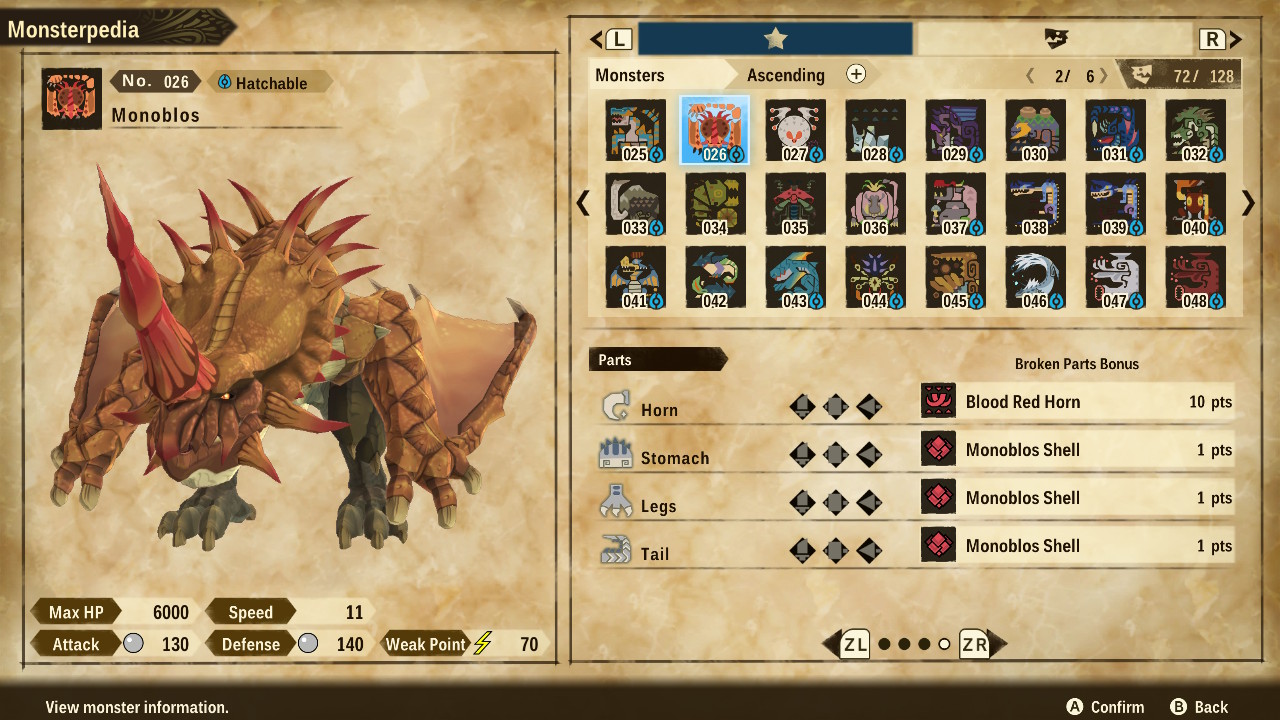 Monsterpedia
No. 026
Hatchable
Monoblos
Max HP 6000
Speed 11
Attack 130
Defense 140
Weak Point 70
L
R
Monsters
Ascending
2/ 6
72/ 128
025 026 027 028 029 030 031 032
033 034 035 036 037 038 039 040
041 042 043 044 045 046 047 048
Parts
Broken Parts Bonus
Horn
Blood Red Horn 10 pts
Stomach
Monoblos Shell 1 pts
Legs
Monoblos Shell 1 pts
Tail
Monoblos Shell 1 pts
ZL ZR
View monster information.
A Confirm B Back